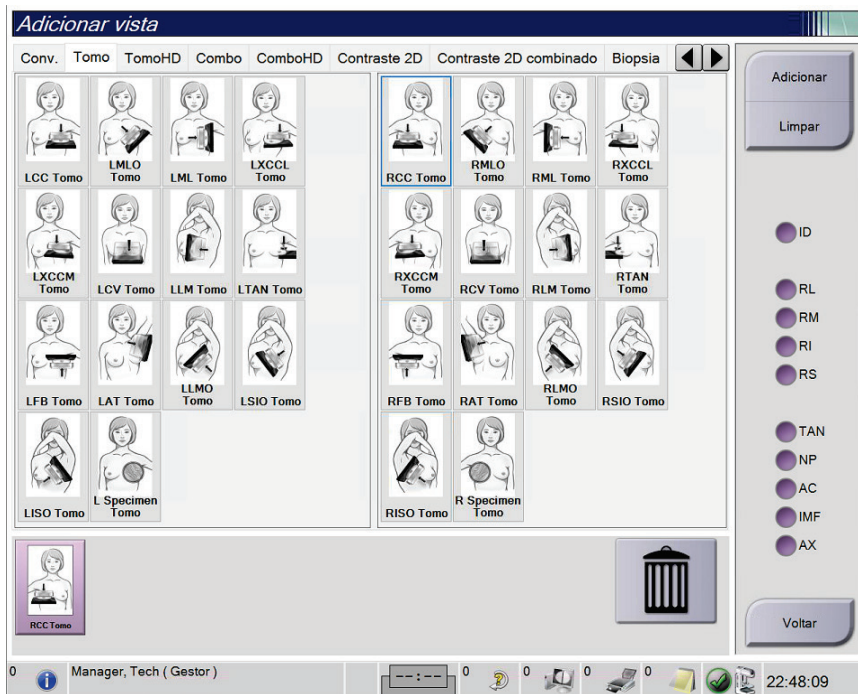 Adicionar vista
Conv. Tomo TomoHD Combo ComboHD Contraste 2D Contraste 2D combinado Biopsia
LCC Tomo
LMLO
Tomo
LML Tomo
LXCCL
Tomo
LXCCM
Tomo
LCV Tomo
LLM Tomo
LTAN Tomo
LFB Tomo
LAT Tomo
LLMO
Tomo
LSIO Tomo
LISO Tomo
L Specimen
Tomo
RCC Tomo
RMLO
Tomo
RML Tomo
RXCCL
Tomo
RXCCM
Tomo
RCV Tomo
RLM Tomo
RTAN
Tomo
RFB Tomo
RAT Tomo
RLMO
Tomo
RSIO Tomo
RISO Tomo
R Specimen
Tomo
RCC Tomo
Adicionar
Limpar
ID
RL
RM
RI
RS
TAN
NP
AC
IMF
AX
Voltar
0 Manager, Tech ( Gestor ) --:-- 0 0 0 0 22:48:09